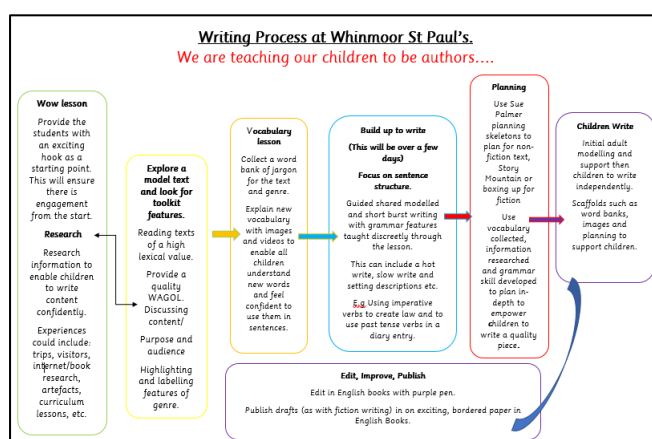 Writing Process at Whinmoor St Paul's.
We are teaching our children to be authors....
Wow lesson
Provide the
students with
an exciting
hook as a
starting point.
This will ensure
there is
engagement
from the start.
Research
Research
information to
enable children
to write
content
confidently.
Experiences
could include:
trips, visitors,
internet/book
research,
artefacts,
curriculum
lessons, etc.
Explore a
model text
and look for
toolkit
features.
Reading texts
of a high
lexical value.
Provide a
quality
WAGOL.
Discussing
content/
Purpose and
audience
Highlighting
and labelling
features of
genre.
Vocabulary
lesson
Collect a word
bank of jargon
for the text
and genre.
Explain new
vocabulary
with images
and videos to
enable all
children
understand
new words
and feel
confident to
use them in
sentences.
Build up to write
(This will be over a few
days)
Focus on sentence
structure.
Guided shared modelled
and short burst writing
with grammar features
taught discreetly through
the lesson.
This can include a hot
write, slow write and
setting descriptions etc.
E.g Using imperative
verbs to create law and to
use past tense verbs in a
diary entry.
Planning
Use Sue
Palmer
planning
skeletons to
plan for non-
fiction text,
Story
Mountain or
boxing up for
fiction
Use
vocabulary
collected,
information
researched
and grammar
skill developed
to plan in-
depth to
empower
children to
write a quality
piece.
Children Write
Initial adult
modelling and
support then
children to write
independently.
Scaffolds such as
word banks,
images and
planning to
support children.
Edit, Improve, Publish
Edit in English books with purple pen.
Publish drafts (as with fiction writing) in on exciting, bordered paper in
English Books.